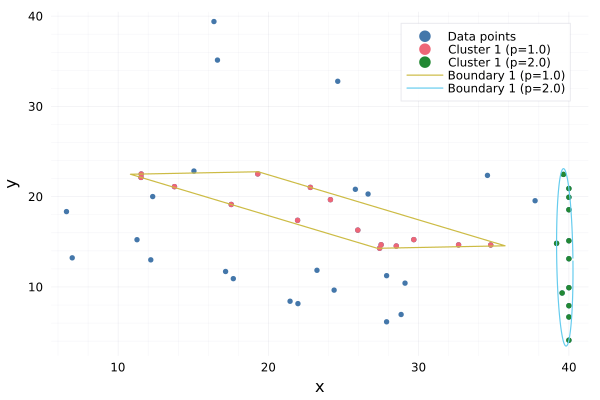 40
30
20
10
y
10
20
30
40
x
Data points
Cluster 1 (p=1.0)
Cluster 1 (p=2.0)
Boundary 1 (p=1.0)
Boundary 1 (p=2.0)